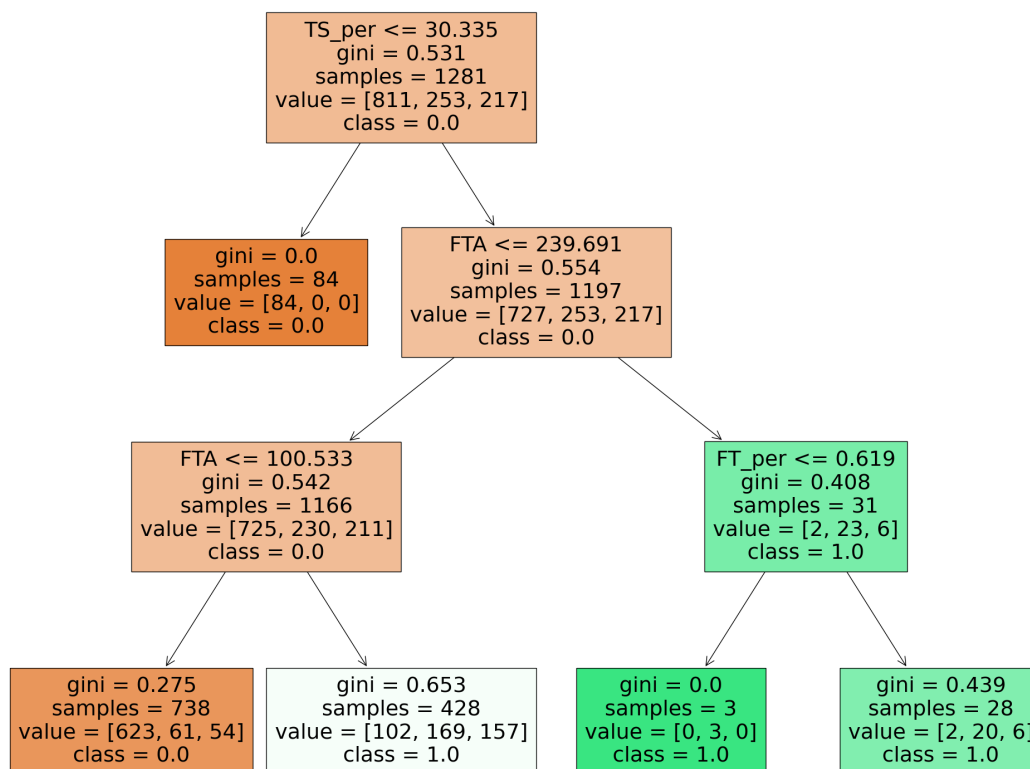 TS_per <= 30.335
gini = 0.531
samples = 1281
value = [811, 253, 217]
class = 0.0
gini = 0.0
samples = 84
value = [84, 0, 0]
class = 0.0
FTA <= 239.691
gini = 0.554
samples = 1197
value = [727, 253, 217]
class = 0.0
FTA <= 100.533
gini = 0.542
samples = 1166
value = [725, 230, 211]
class = 0.0
FT_per <= 0.619
gini = 0.408
samples = 31
value = [2, 23, 6]
class = 1.0
gini = 0.275
samples = 738
value = [623, 61, 54]
class = 0.0
gini = 0.653
samples = 428
value = [102, 169, 157]
class = 1.0
gini = 0.0
samples = 3
value = [0, 3, 0]
class = 1.0
gini = 0.439
samples = 28
value = [2, 20, 6]
class = 1.0